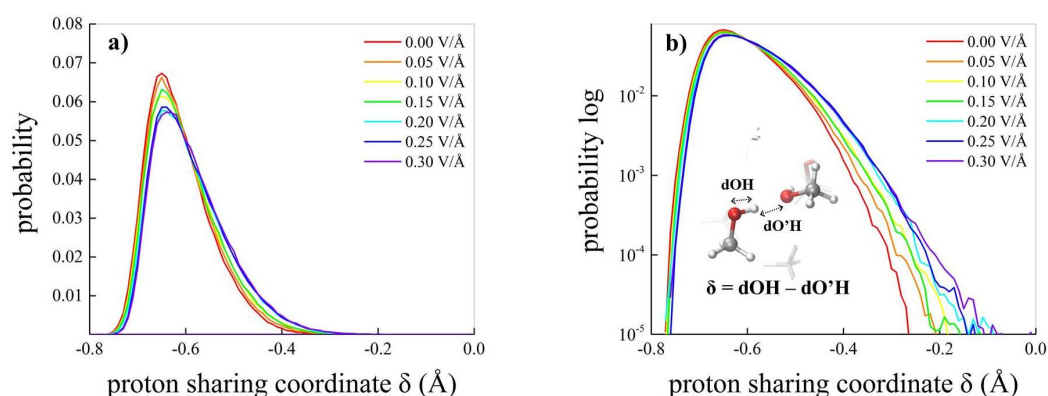 a)
0.08
0.07
0.06
0.05
0.04
0.03
0.02
0.01
probability
0.00 V/Å
0.05 V/Å
0.10 V/Å
0.15 V/Å
0.20 V/Å
0.25 V/Å
0.30 V/Å
-0.8
-0.6
-0.4
-0.2
0.0
proton sharing coordinate δ (Å)
b)
10-2
10-3
10-4
10-5
probability log
0.00 V/Å
0.05 V/Å
0.10 V/Å
0.15 V/Å
0.20 V/Å
0.25 V/Å
0.30 V/Å
dOH
dO’H
δ = dOH – dO’H
-0.8
-0.6
-0.4
-0.2
0.0
proton sharing coordinate δ (Å)